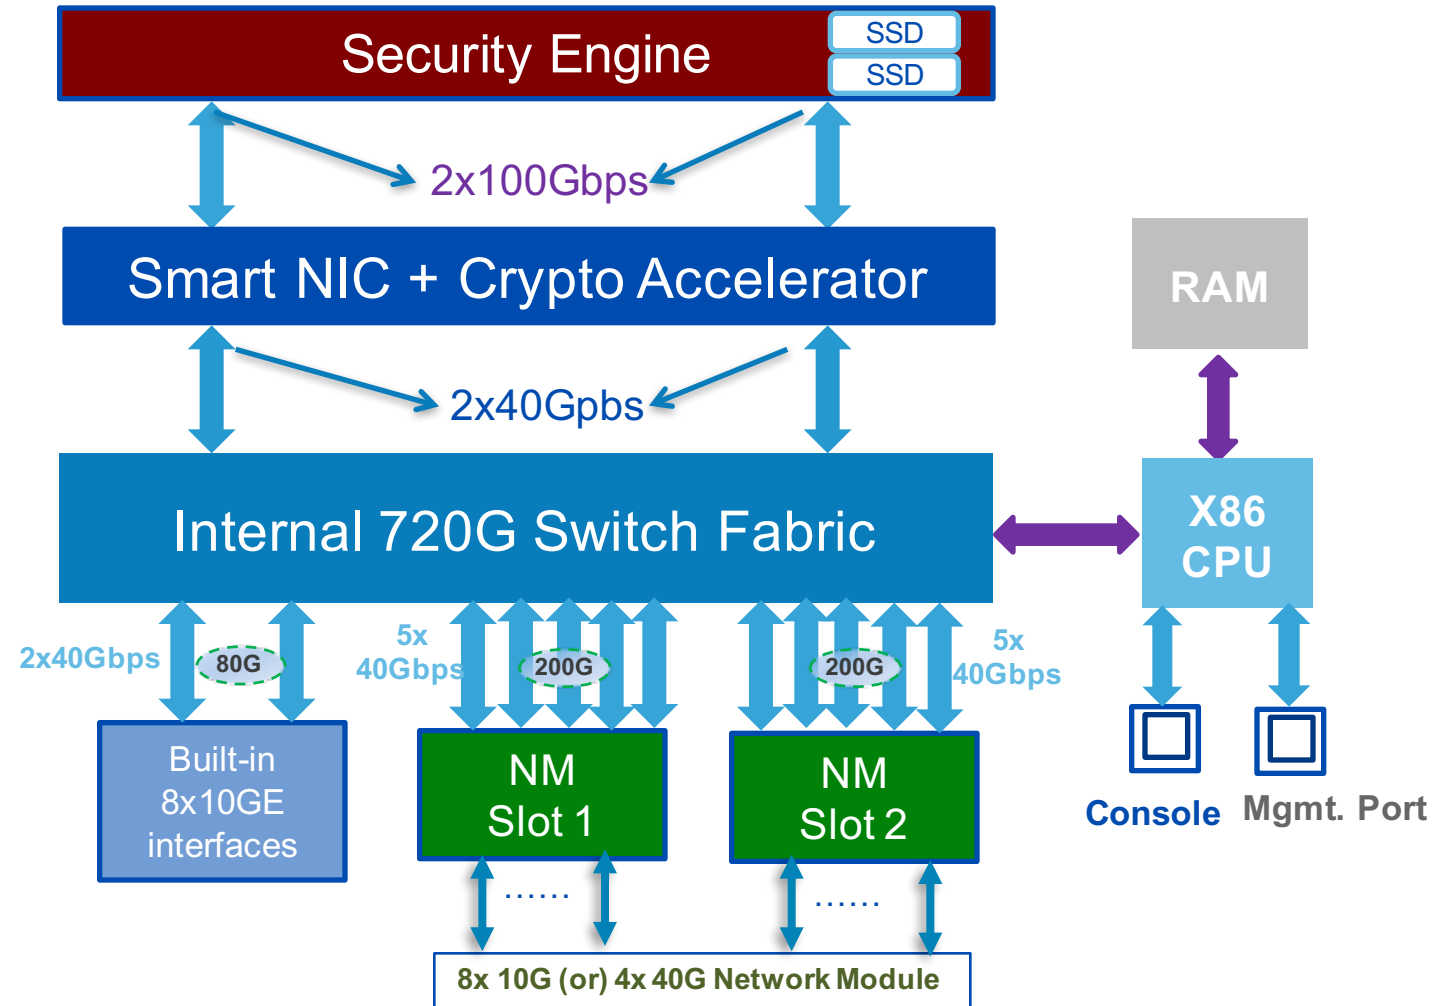 Security Engine
SSD
SSD
2x100Gbps
Smart NIC + Crypto Accelerator
RAM
2x40Gpbs
Internal 720G Switch Fabric
X86
CPU
2x40Gbps
80G
5x
40Gbps
200G
200G
5x
40Gbps
Built-in
8x10GE
interfaces
NM
Slot 1
NM
Slot 2
Console
Mgmt. Port
......
......
8x 10G (or) 4x 40G Network Module